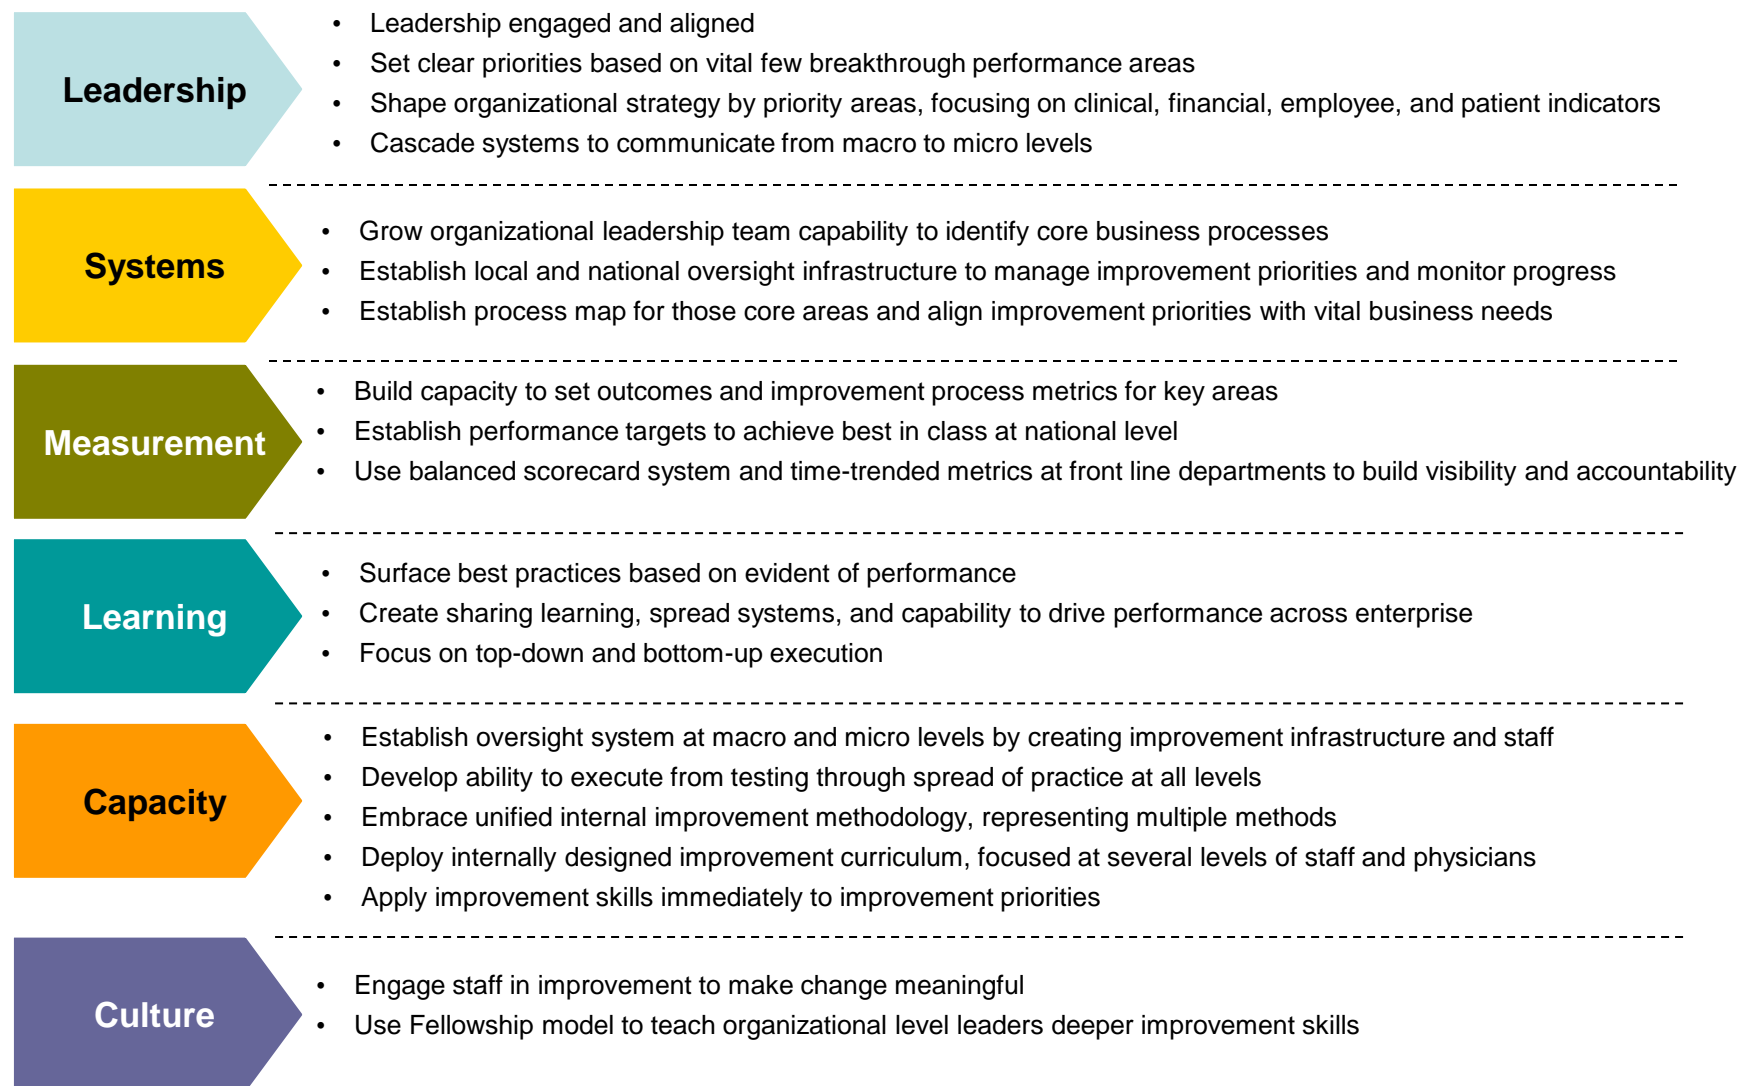 Leadership
• Leadership engaged and aligned
• Set clear priorities based on vital few breakthrough performance areas
• Shape organizational strategy by priority areas, focusing on clinical, financial, employee, and patient indicators
• Cascade systems to communicate from macro to micro levels
Systems
• Grow organizational leadership team capability to identify core business processes
• Establish local and national oversight infrastructure to manage improvement priorities and monitor progress
• Establish process map for those core areas and align improvement priorities with vital business needs
Measurement
• Build capacity to set outcomes and improvement process metrics for key areas
• Establish performance targets to achieve best in class at national level
• Use balanced scorecard system and time-trended metrics at front line departments to build visibility and accountability
Learning
• Surface best practices based on evident of performance
• Create sharing learning, spread systems, and capability to drive performance across enterprise
• Focus on top-down and bottom-up execution
Capacity
• Establish oversight system at macro and micro levels by creating improvement infrastructure and staff
• Develop ability to execute from testing through spread of practice at all levels
• Embrace unified internal improvement methodology, representing multiple methods
• Deploy internally designed improvement curriculum, focused at several levels of staff and physicians
• Apply improvement skills immediately to improvement priorities
Culture
• Engage staff in improvement to make change meaningful
• Use Fellowship model to teach organizational level leaders deeper improvement skills